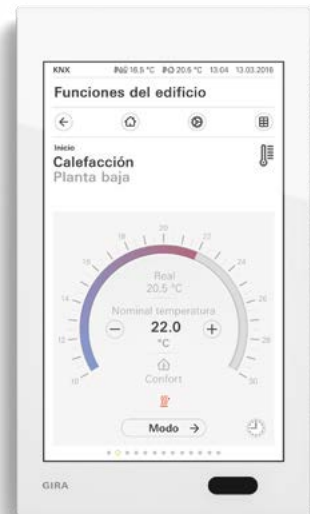 KNX 16.5 °C 20.5 °C 13:04 13.03.2016
Funciones del edificio
Inicio
Calefacción
Planta baja
10
12
14
16
18
20
22
24
26
28
30
Real
20.5 °C
Nominal temperatura
22.0
°C
Confort
Modo
GIRA